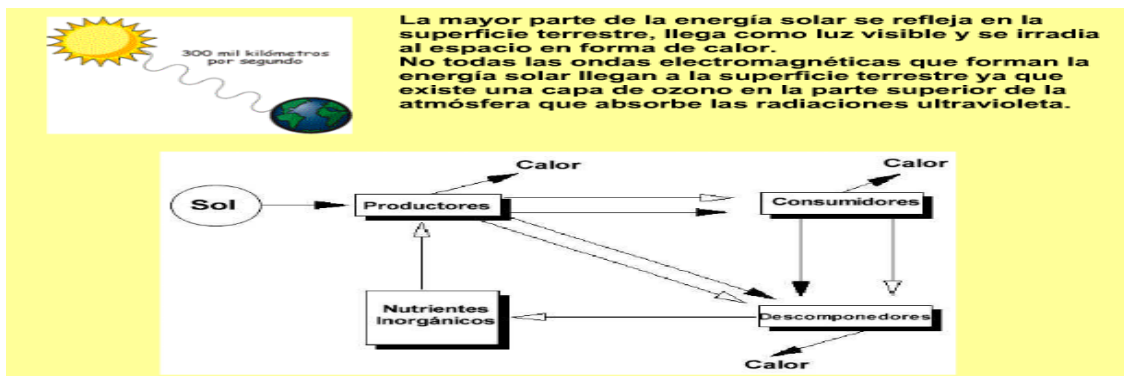 300 mil kilómetros
por segundo
La mayor parte de la energía solar se refleja en la
superficie terrestre, llega como luz visible y se irradia
al espacio en forma de calor.
No todas las ondas electromagnéticas que forman la
energía solar llegan a la superficie terrestre ya que
existe una capa de ozono en la parte superior de la
atmósfera que absorbe las radiaciones ultravioleta.
Calor
Calor
Sol
Productores
Consumidores
Nutrientes
Inorgánicos
Descomponedores
Calor